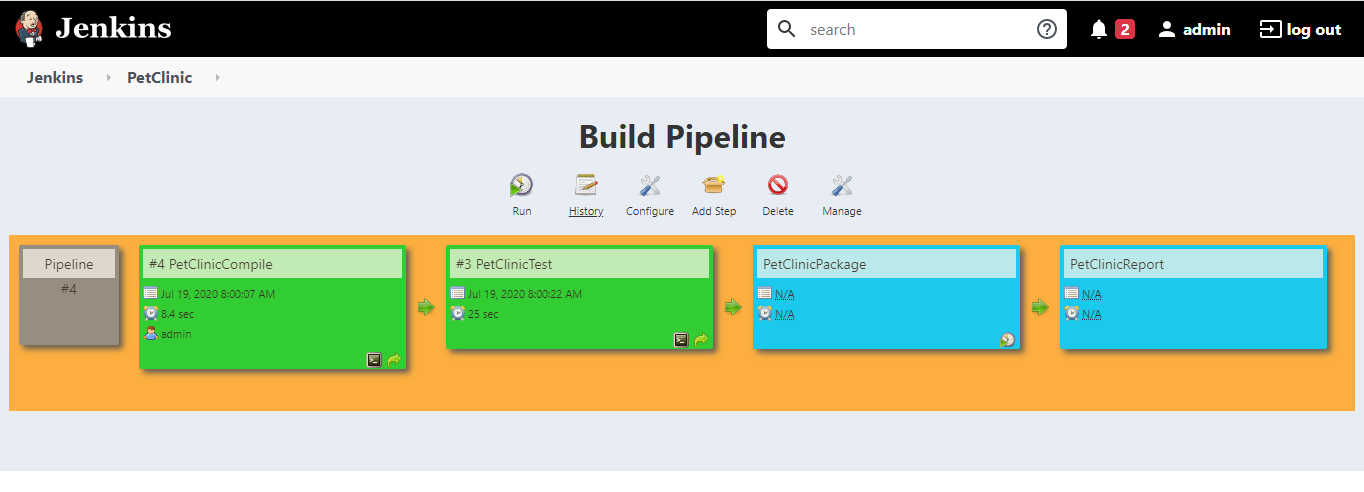 Jenkins
search
2
admin
log out
Jenkins
PetClinic
Build Pipeline
Run
History
Configure
Add Step
Delete
Manage
Pipeline
#4
#4 PetClinicCompile
Jul 19, 2020 8:00:07 AM
8.4 sec
admin
#3 PetClinicTest
Jul 19, 2020 8:00:22 AM
25 sec
PetClinicPackage
N/A
N/A
PetClinicReport
N/A
N/A